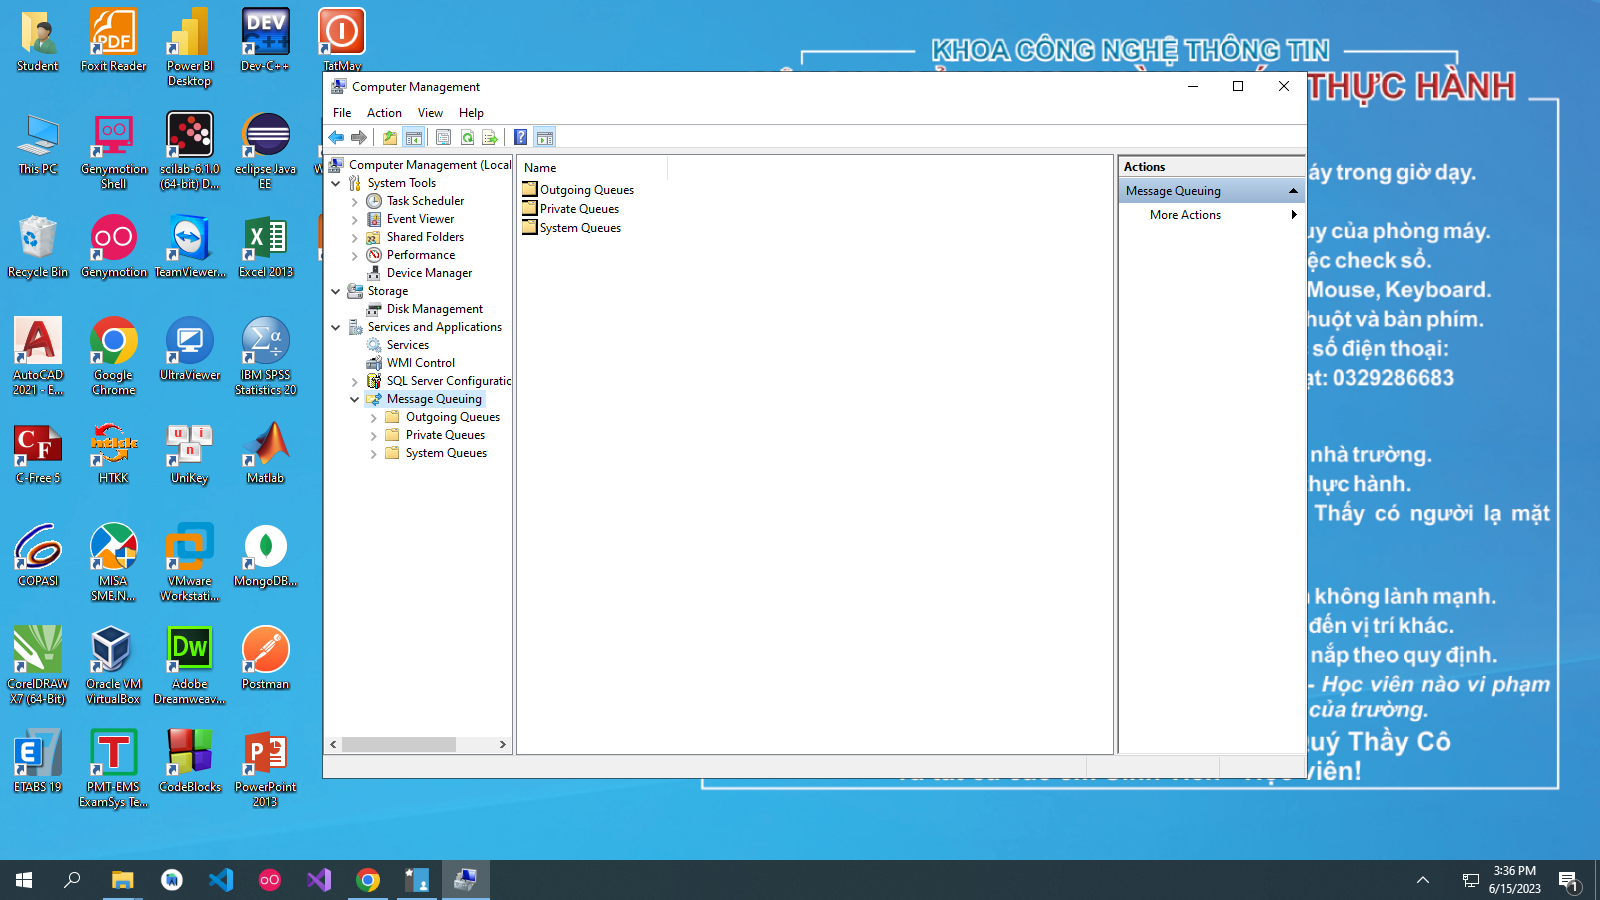 Student
Foxit Reader
Power BI
Desktop
Dev-C++
TatMay
This PC
Genymotion
Shell
scilab-6.1.0
(64-bit) D...
eclipse Java
EE
W
Recycle Bin
Genymotion
TeamViewer...
Excel 2013
AutoCAD
2021 - E...
Google
Chrome
UltraViewer
IBM SPSS
Statistics 20
C-Free 5
HTKK
UniKey
Matlab
COPASI
MISA
SME.N...
VMware
Workstati...
MongoDB...
CorelDRAW
X7 (64-Bit)
Oracle VM
VirtualBox
Adobe
Dreamweav...
Postman
ETABS 19
PMT-EMS
ExamSys Te...
CodeBlocks
PowerPoint
2013
KHOA CÔNG NGHỆ THÔNG TIN
THỰC HÀNH
Computer Management
File Action View Help
Computer Management (Local
System Tools
Task Scheduler
Event Viewer
Shared Folders
Performance
Device Manager
Storage
Disk Management
Services and Applications
Services
WMI Control
SQL Server Configuratic
Message Queuing
Outgoing Queues
Private Queues
System Queues
Name
Outgoing Queues
Private Queues
System Queues
Actions
Message Queuing
More Actions
áy trong giờ dạy.
uy của phòng máy.
ệc check sổ.
Mouse, Keyboard.
huột và bàn phím.
số điện thoại:
ạt: 0329286683
nhà trường.
hực hành.
Thấy có người lạ mặt
không lành mạnh.
đến vị trí khác.
nắp theo quy định.
- Học viên nào vi phạm
của trường.
uý Thầy Cô
viên!
3:36 PM
6/15/2023
1